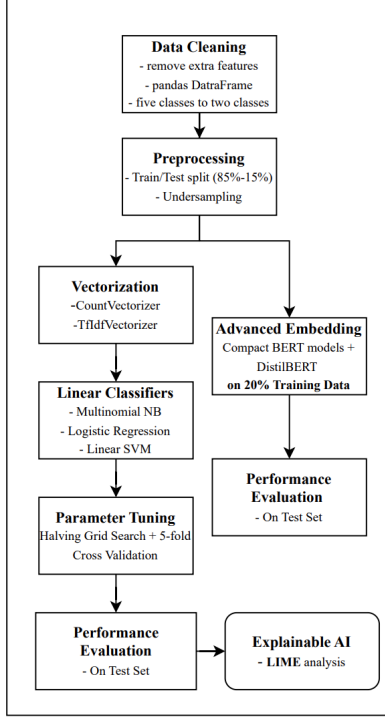 Data Cleaning
- remove extra features
- pandas DatraFrame
- five classes to two classes
Preprocessing
- Train/Test split (85%-15%)
- Undersampling
Vectorization
-CountVectorizer
-TfIdfVectorizer
Linear Classifiers
- Multinomial NB
- Logistic Regression
- Linear SVM
Parameter Tuning
Halving Grid Search + 5-fold
Cross Validation
Performance
Evaluation
- On Test Set
Explainable AI
- LIME analysis
Advanced Embedding
Compact BERT models +
DistilBERT
on 20% Training Data
Performance
Evaluation
- On Test Set